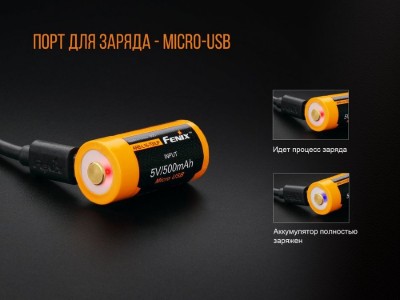 ПОРТ ДЛЯ ЗАРЯДА - MICRO-USB
FENIX
INPUT
5V/500mAh
Micro-USB
Идет процесс заряда
Аккумулятор полностью
заряжен